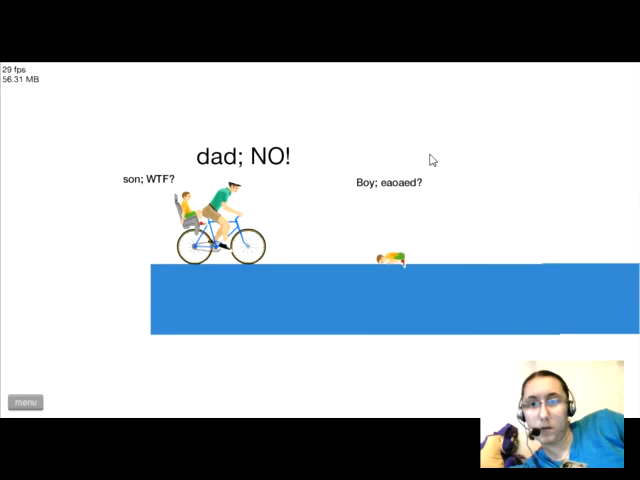 29 fps
56.31 MB
dad; NO!
son; WTF?
Boy; eaoaed?
menu